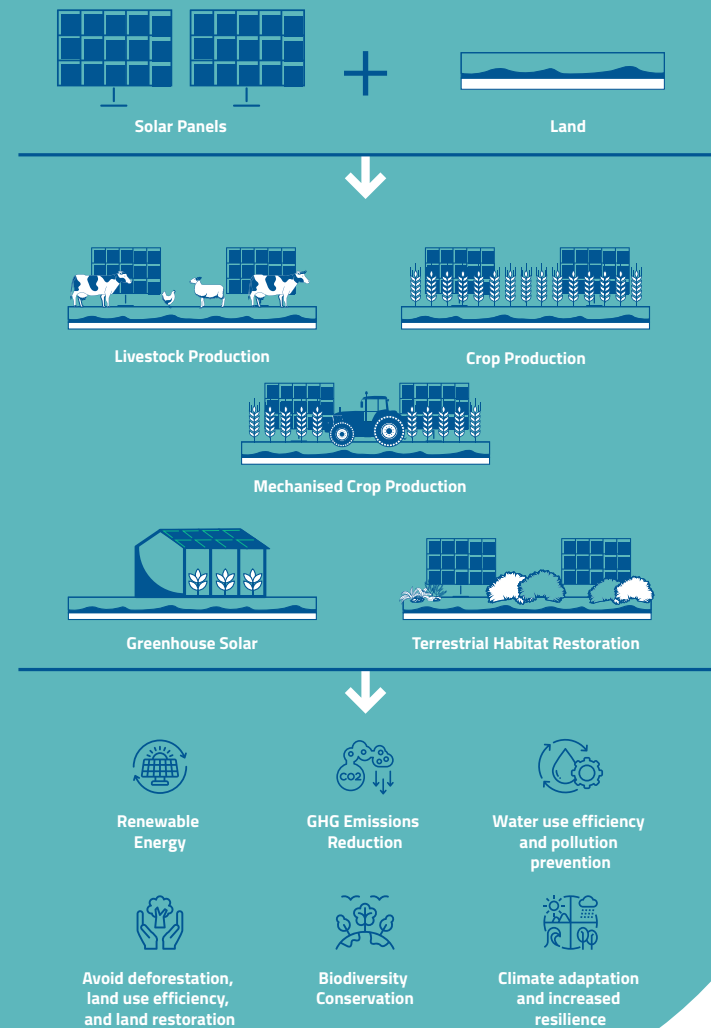 Solar Panels
Land
Livestock Production
Crop Production
Mechanised Crop Production
Greenhouse Solar
Terrestrial Habitat Restoration
CO2
Renewable
Energy
GHG Emissions
Reduction
Water use efficiency
and pollution
prevention
Avoid deforestation,
land use efficiency,
and land restoration
Biodiversity
Conservation
Climate adaptation
and increased
resilience